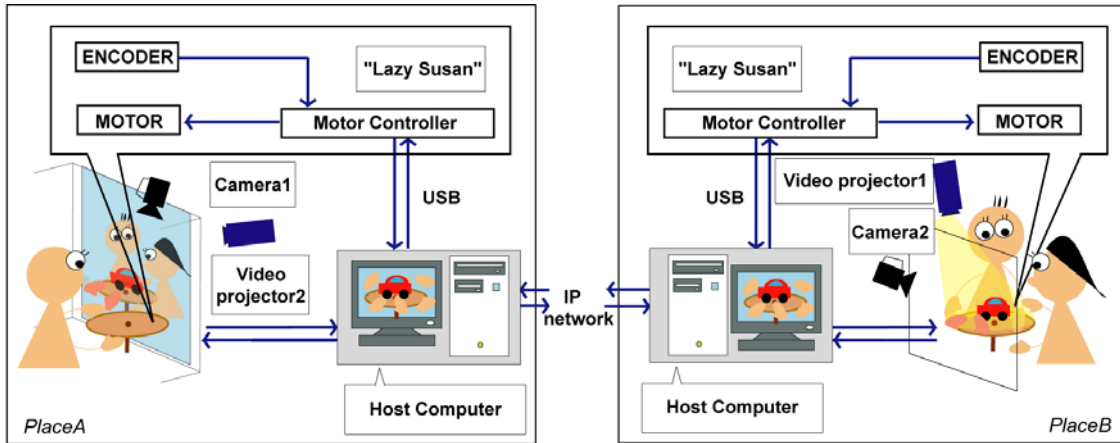 ENCODER
"Lazy Susan"
MOTOR
Motor Controller
Camera1
USB
Video
projector2
Host Computer
PlaceA
IP
network
"Lazy Susan"
ENCODER
Motor Controller
MOTOR
USB
Video projector1
Camera2
Host Computer
PlaceB